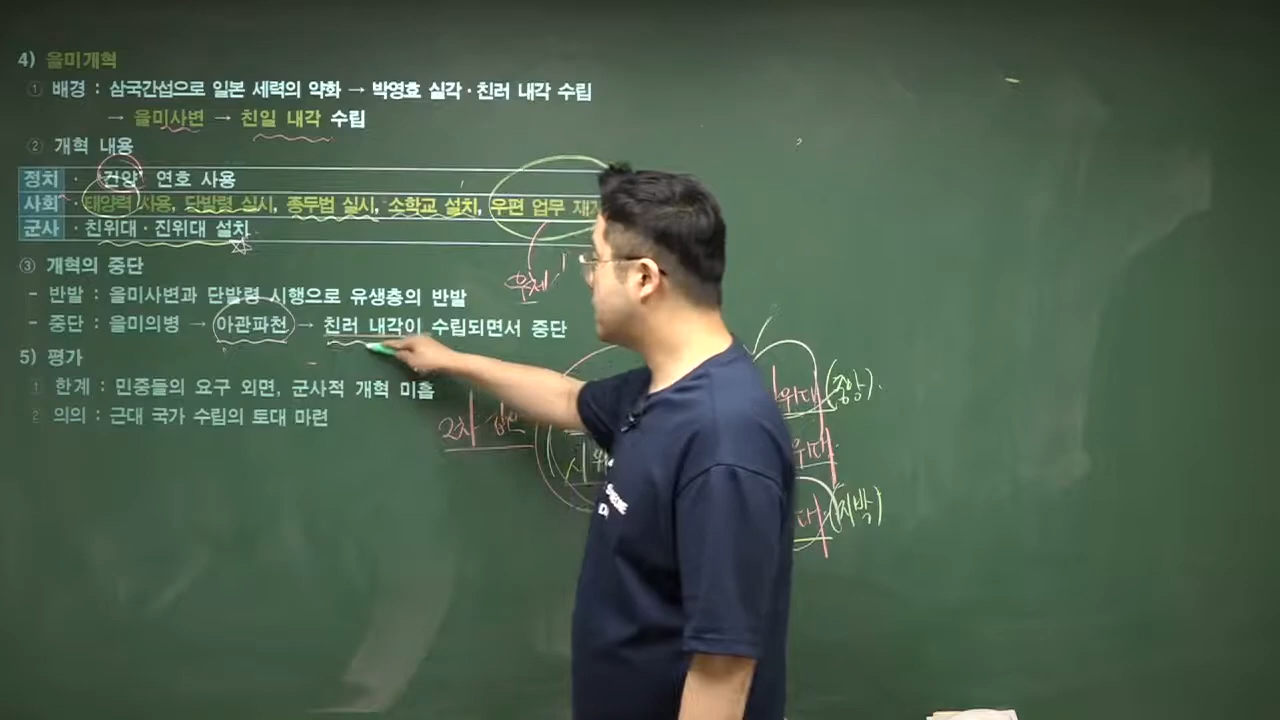 4) 을미개혁
① 배경 : 삼국간섭으로 일본 세력의 약화 → 박영효 실각·친러 내각 수립
→ 을미사변 → 친일 내각 수립
② 개혁 내용
정치 · '건양' 연호 사용
사회 · 태양력 사용, 단발령 실시, 종두법 실시, 소학교 설치, 우편 업무 재개
군사 · 친위대·진위대 설치
우체
③ 개혁의 중단
- 반발 : 을미사변과 단발령 시행으로 유생층의 반발
- 중단 : 을미의병 → 아관파천 → 친러 내각이 수립되면서 중단
5) 평가
① 한계 : 민중들의 요구 외면, 군사적 개혁 미흡
② 의의 : 근대 국가 수립의 토대 마련
2차
위대 (중앙)
위대
대 (지방)